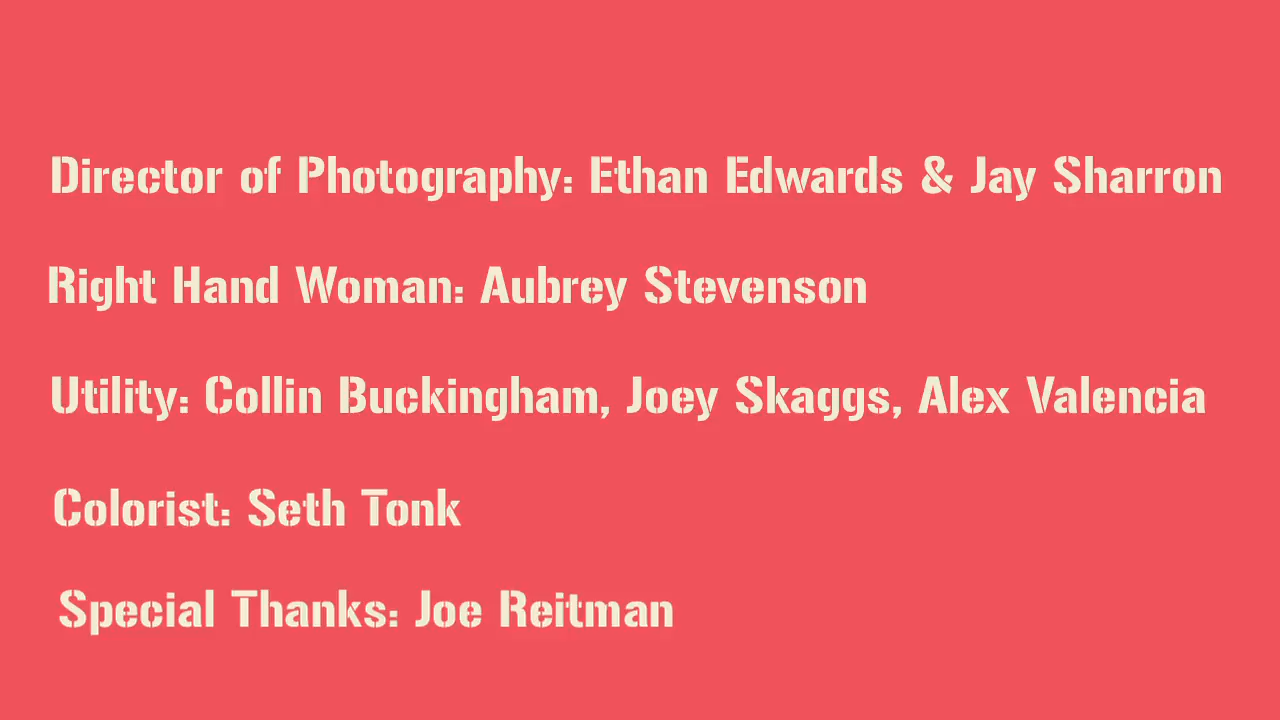 Director of Photography: Ethan Edwards & Jay Sharron
Right Hand Woman: Aubrey Stevenson
Utility: Collin Buckingham, Joey Skaggs, Alex Valencia
Colorist: Seth Tonk
Special Thanks: Joe Reitman